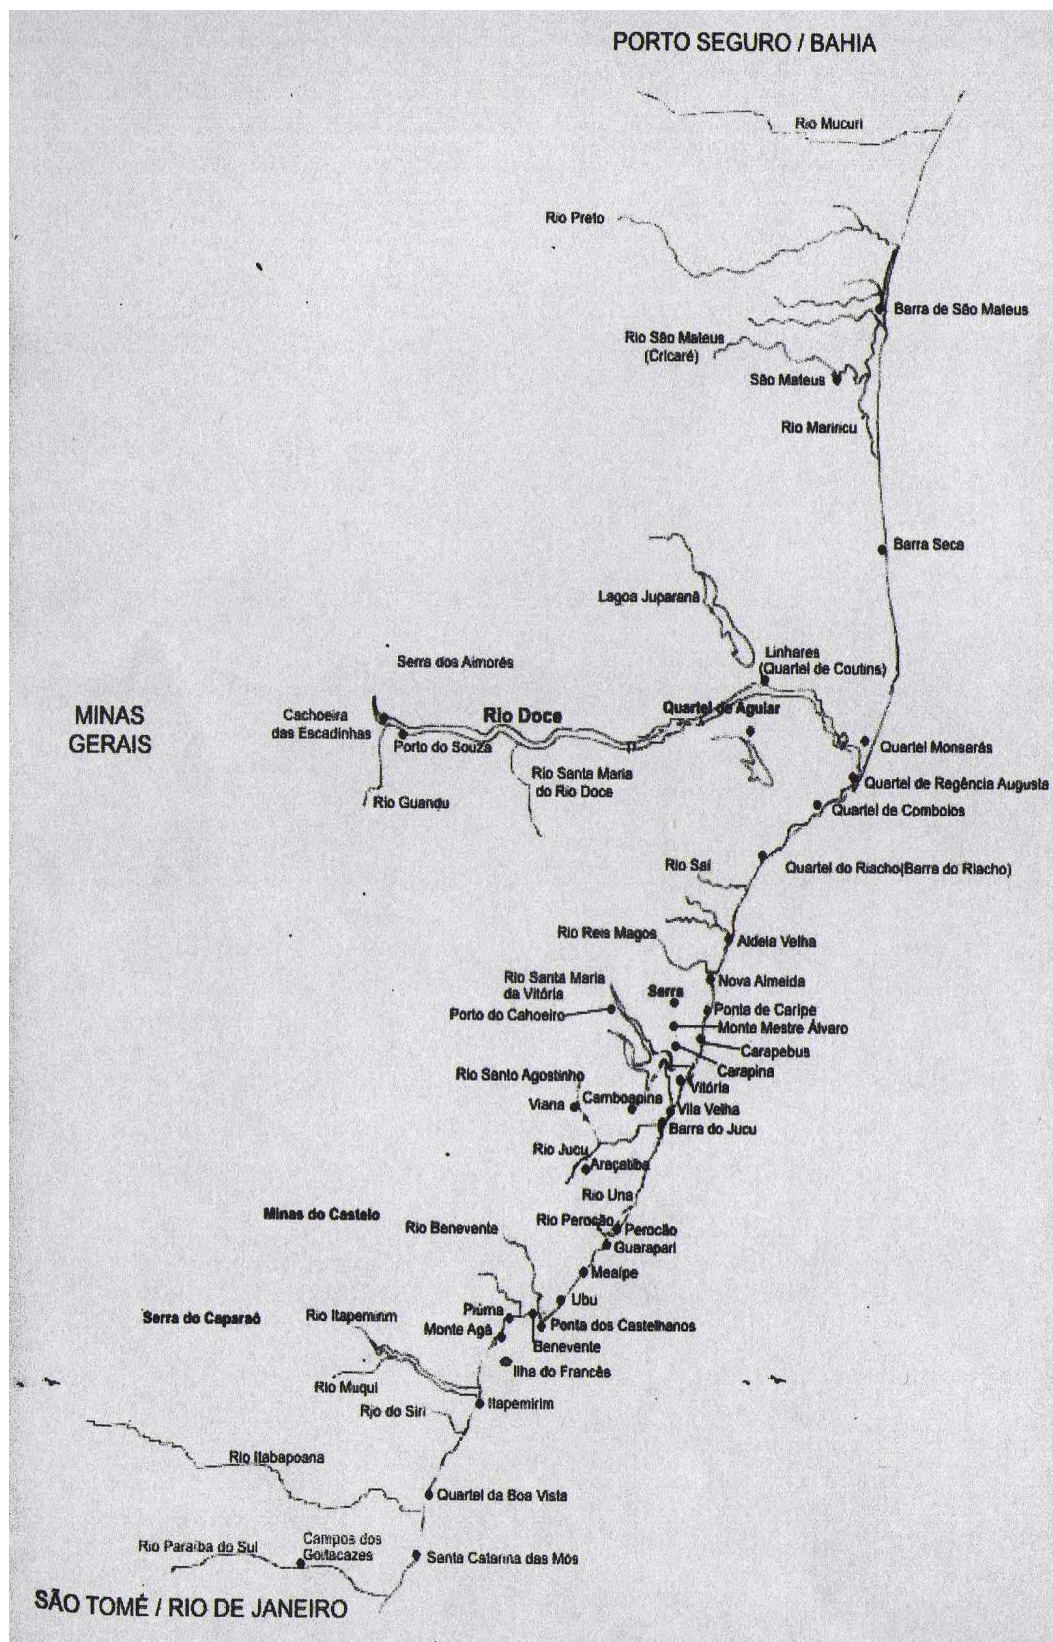 PORTO SEGURO / BAHIA
Rio Mucuri
Rio Preto
Barra de São Mateus
Rio São Mateus
(Cricaré)
São Mateus
Rio Mariricu
Barra Seca
Lagoa Juparanã
Linhares
(Quartel de Coutins)
Serra dos Aimorés
MINAS
GERAIS
Cachoeira
das Escadinhas
Rio Doce
Quartel de Aguiar
Porto do Souza
Quartel Monsarás
Rio Santa Maria
do Rio Doce
Quartel de Regência Augusta
Rio Guandu
Quartel de Comboios
Rio Saí
Quartel do Riacho(Barra do Riacho)
Rio Reis Magos
Aldeia Velha
Rio Santa Maria
da Vitória
Nova Almeida
Serra
Porto do Cahoeiro
Ponta de Caripe
Monte Mestre Álvaro
Carapebus
Carapina
Rio Santo Agostinho
Vitória
Viana
Camboapina
Vila Velha
Barra do Jucu
Rio Jucu
Araçatiba
Rio Una
Minas do Castelo
Rio Benevente
Rio Perocão
Perocão
Guarapari
Meaípe
Ubu
Serra do Caparaó
Rio Itapemirim
Piúma
Monte Agá
Ponta dos Castelhanos
Benevente
Ilha do Francês
Rio Muqui
Itapemirim
Rio do Siri
Rio Itabapoana
Quartel da Boa Vista
Rio Paraíba do Sul
Campos dos
Goitacazes
Santa Catarina das Mós
SÃO TOMÉ / RIO DE JANEIRO